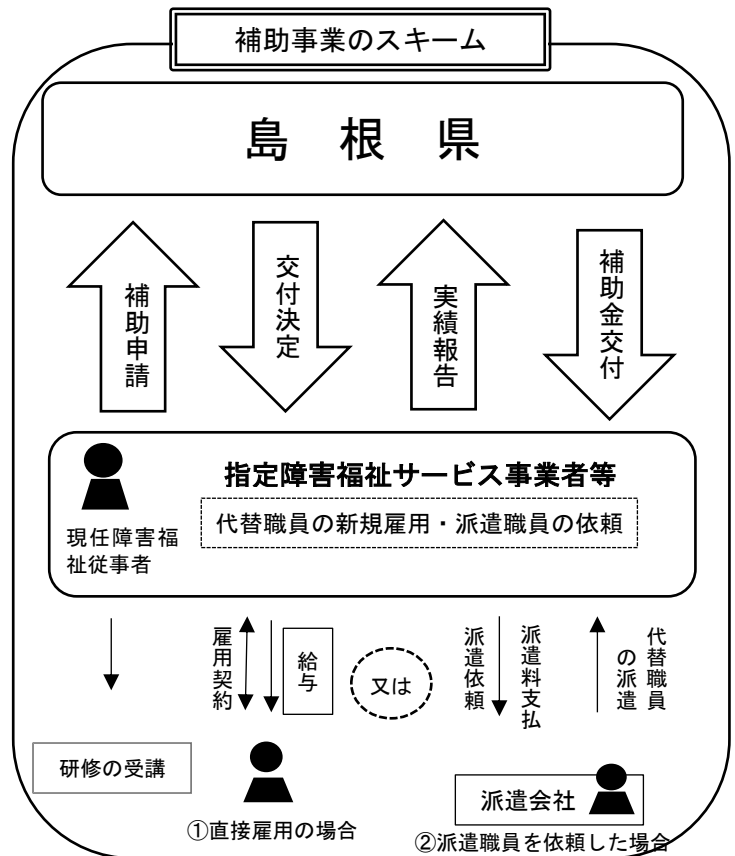 補助事業のスキーム
島 根 県
補助申請
交付決定
実績報告
補助金交付
指定障害福祉サービス事業者等
代替職員の新規雇用・派遣職員の依頼
現任障害福
祉従事者
雇用契約
給与
又は
派遣依頼
派遣料支払
代替職員
の派遣
研修の受講
①直接雇用の場合
派遣会社
②派遣職員を依頼した場合